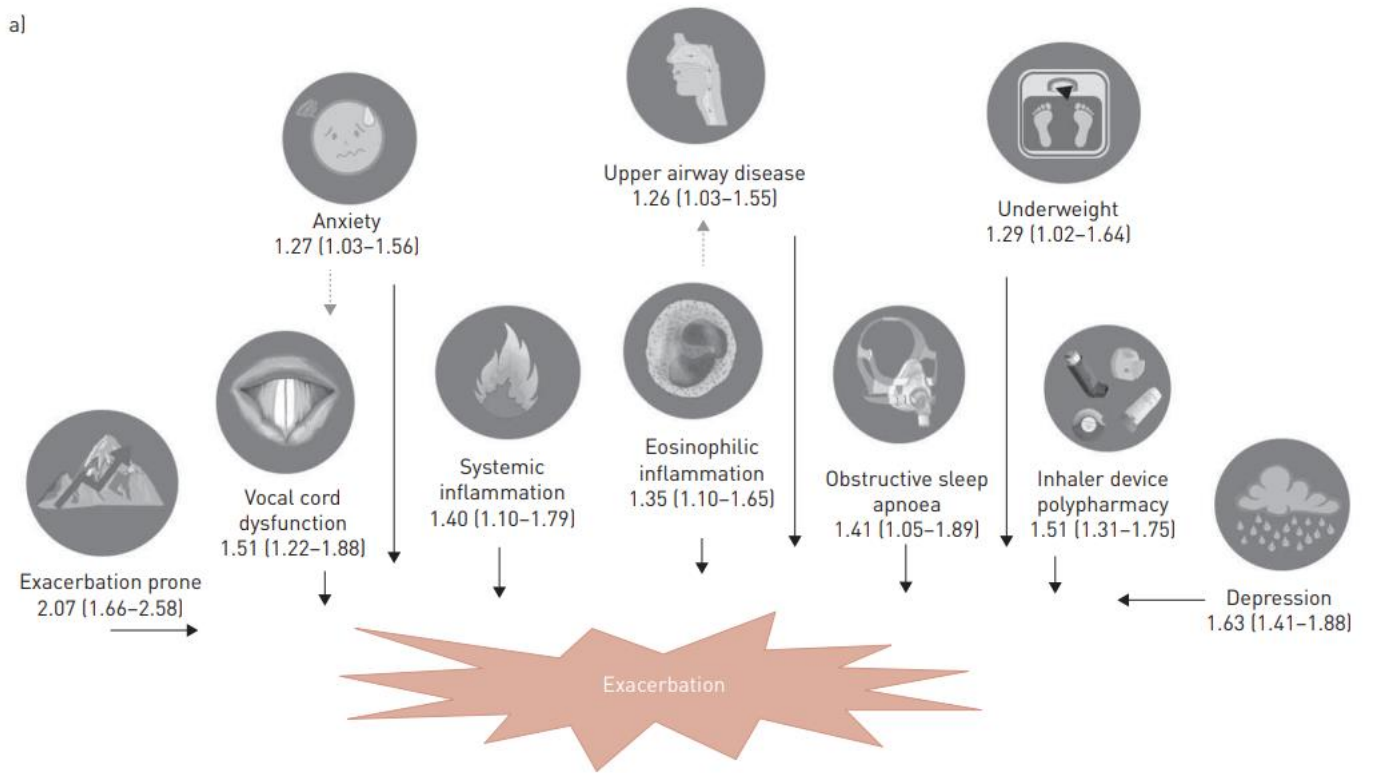 a)
Anxiety
1.27 (1.03–1.56)
Upper airway disease
1.26 (1.03–1.55)
Underweight
1.29 (1.02–1.64)
Exacerbation prone
2.07 (1.66–2.58)
Vocal cord
dysfunction
1.51 (1.22–1.88)
Systemic
inflammation
1.40 (1.10–1.79)
Eosinophilic
inflammation
1.35 (1.10–1.65)
Obstructive sleep
apnoea
1.41 (1.05–1.89)
Inhaler device
polypharmacy
1.51 (1.31–1.75)
Depression
1.63 (1.41–1.88)
Exacerbation